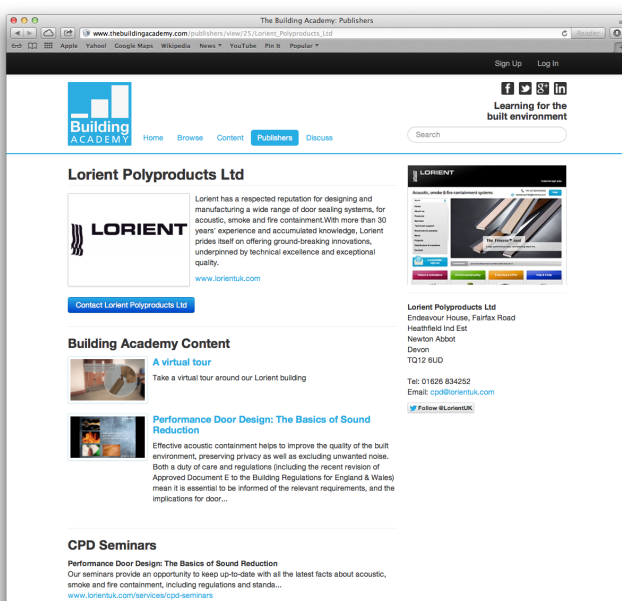 The Building Academy: Publishers
www.thebuildingacademy.com/publishers/view/25/Lorient_Polyproducts_Ltd
Reader
Apple Yahoo! Google Maps Wikipedia News YouTube Pin It Popular
Sign Up Log In
Building
ACADEMY
Home Browse Content Publishers Discuss
Learning for the
built environment
Search
Lorient Polyproducts Ltd
LORIENT
Lorient has a respected reputation for designing and
manufacturing a wide range of door sealing systems, for
acoustic, smoke and fire containment.With more than 30
years' experience and accumulated knowledge, Lorient
prides itself on offering ground-breaking innovations,
underpinned by technical excellence and exceptional
quality.
www.lorientuk.com
Contact Lorient Polyproducts Ltd
Building Academy Content
A virtual tour
Take a virtual tour around our Lorient building
Performance Door Design: The Basics of Sound
Reduction
Effective acoustic containment helps to improve the quality of the built
environment, preserving privacy as well as excluding unwanted noise.
Both a duty of care and regulations (including the recent revision of
Approved Document E to the Building Regulations for England & Wales)
mean it is essential to be informed of the relevant requirements, and the
implications for door...
CPD Seminars
Performance Door Design: The Basics of Sound Reduction
Our seminars provide an opportunity to keep up-to-date with all the latest facts about acoustic,
smoke and fire containment, including regulations and standa...
www.lorientuk.com/services/cpd-seminars
LORIENT
Acoustic, smoke & fire containment systems
Lorient Polyproducts Ltd
Endeavour House, Fairfax Road
Heathfield Ind Est
Newton Abbot
Devon
TQ12 6UD
Tel: 01626 834252
Email: cpd@lorientuk.com
Follow @LorientUK